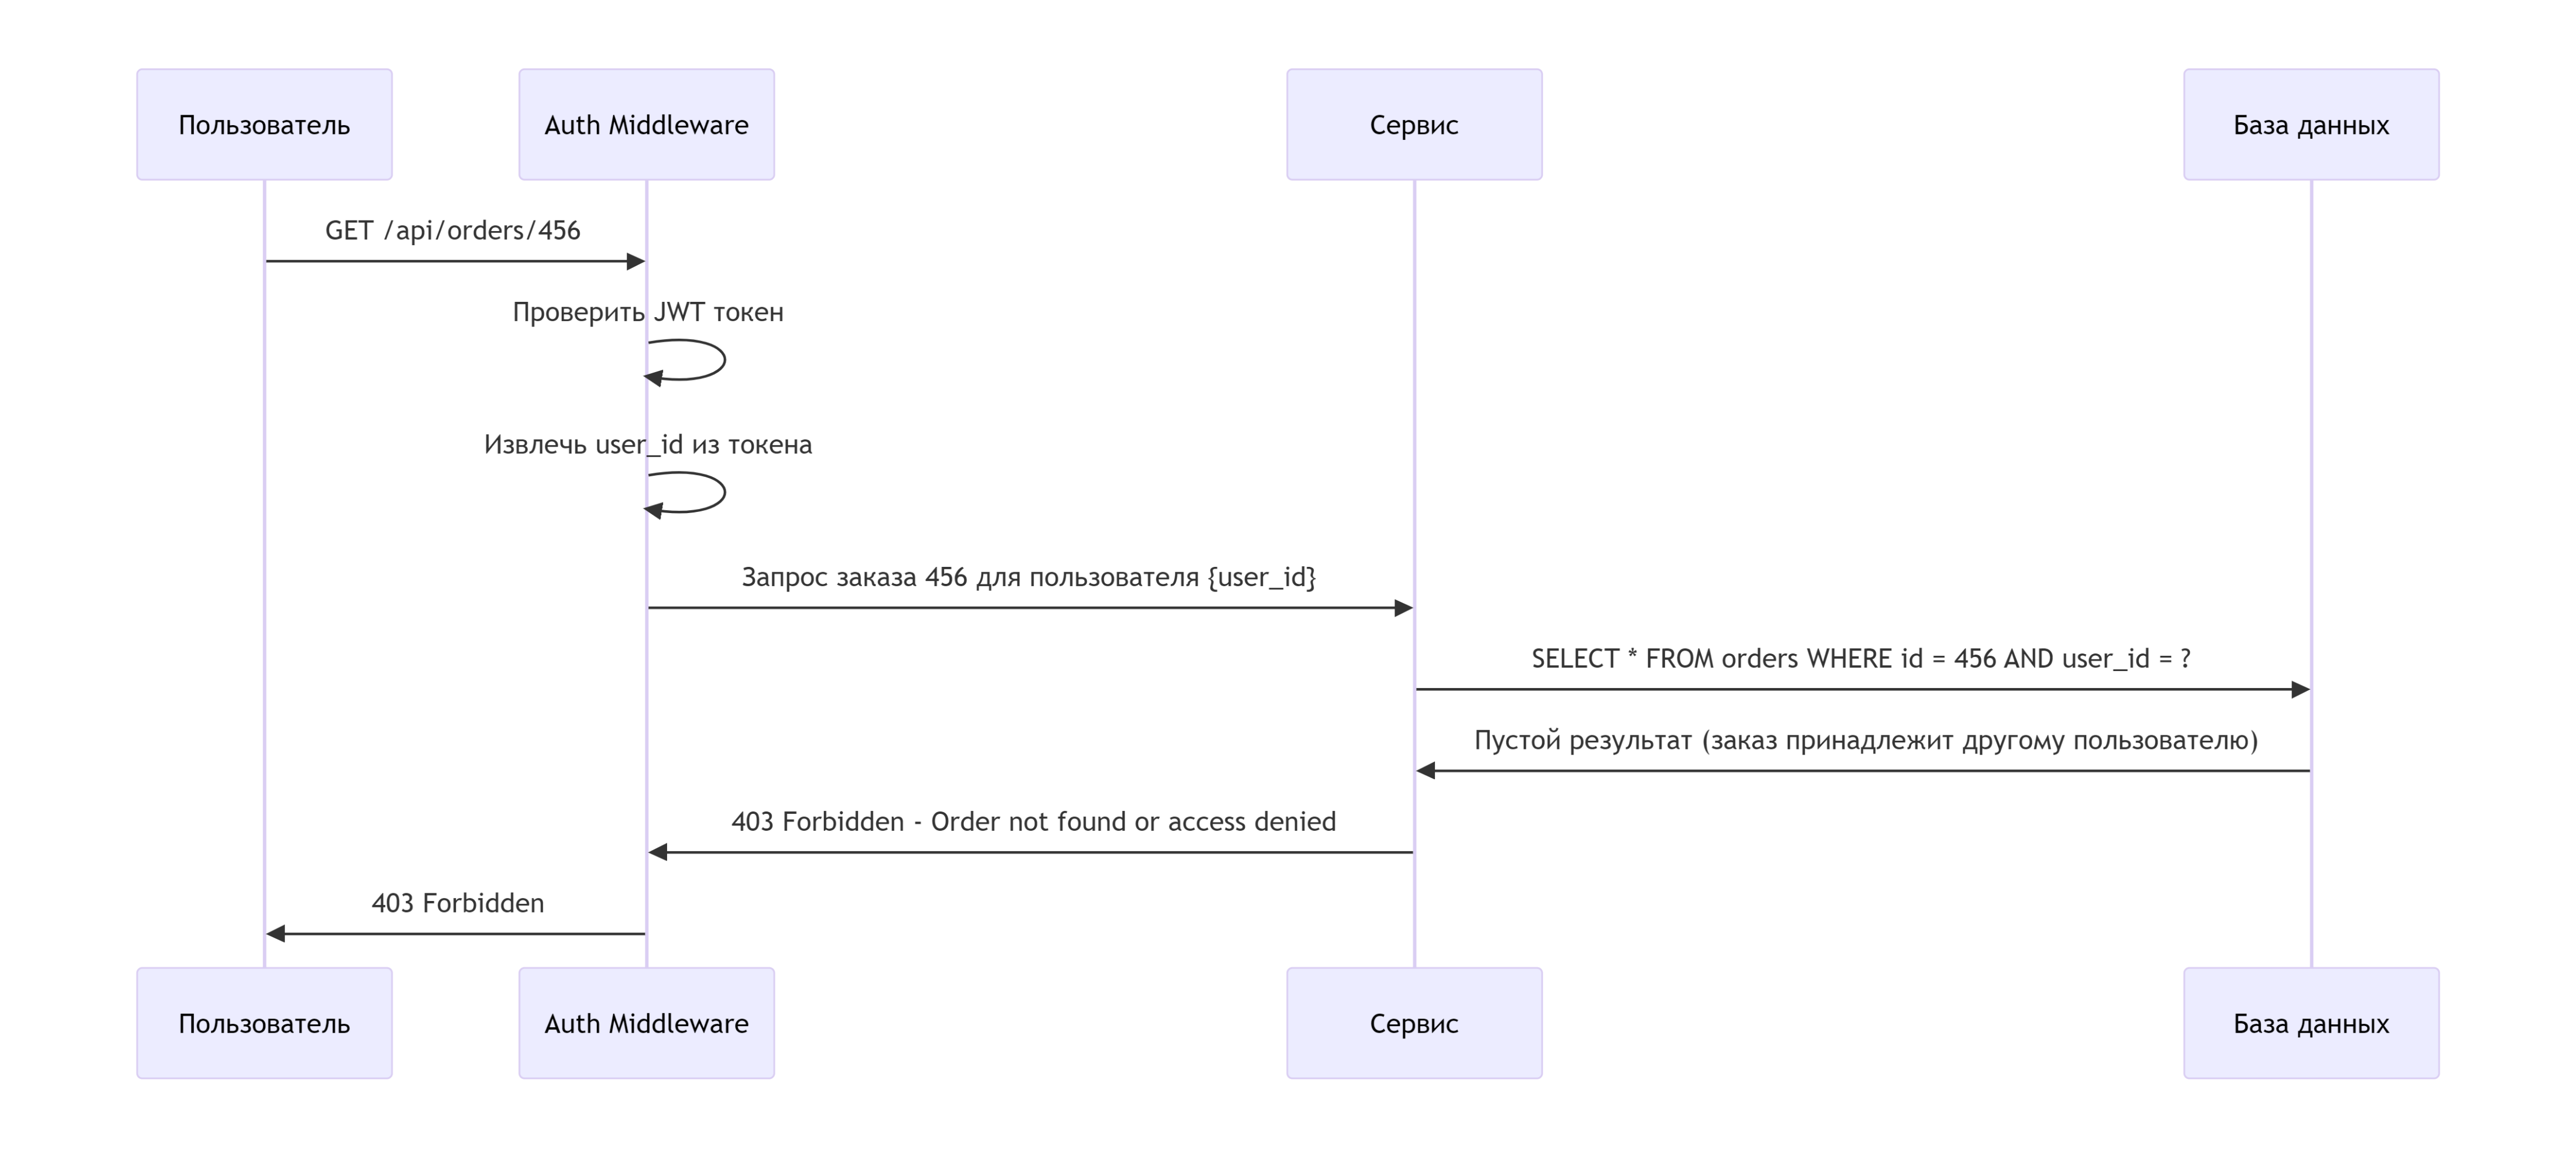 Пользователь
Auth Middleware
Сервис
База данных
GET /api/orders/456
Проверить JWT токен
Извлечь user_id из токена
Запрос заказа 456 для пользователя {user_id}
SELECT * FROM orders WHERE id = 456 AND user_id = ?
Пустой результат (заказ принадлежит другому пользователю)
403 Forbidden - Order not found or access denied
403 Forbidden
Пользователь
Auth Middleware
Сервис
База данных